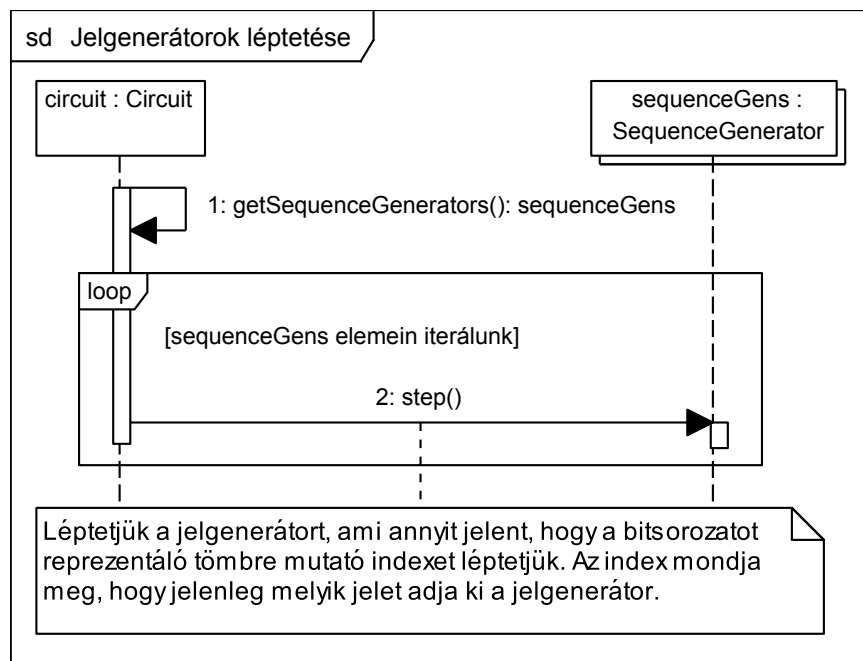 sd Jelgenerátorok léptetése
circuit : Circuit
sequenceGens :
SequenceGenerator
1: getSequenceGenerators(): sequenceGens
loop
[sequenceGens elemein iterálunk]
2: step()
Léptetjük a jelgenerátort, ami annyit jelent, hogy a bitsorozatot
reprezentáló tömbre mutató indexet léptetjük. Az index mondja
meg, hogy jelenleg melyik jelet adja ki a jelgenerátor.